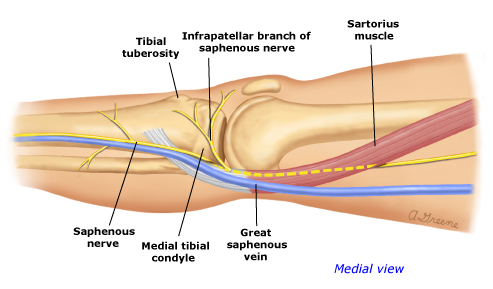 Tibial
tuberosity
Infrapatellar branch of
saphenous nerve
Sartorius
muscle
Saphenous
nerve
Medial tibial
condyle
Great
saphenous
vein
A.Greene
Medial view